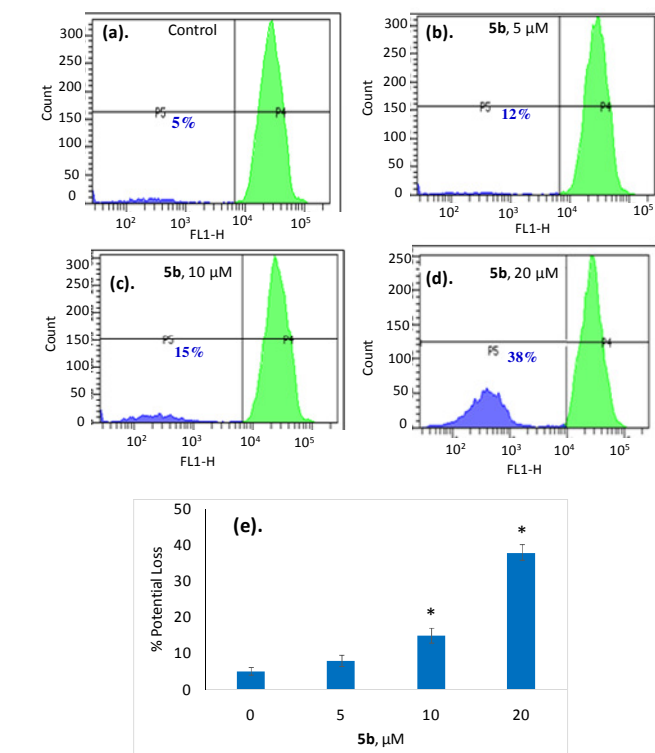 (a). Control
300
250
200
150
100
50
0
Count
P5 P4
5%
10² 10³ 10⁴ 10⁵
FL1-H
(b). 5b, 5 µM
300
250
200
150
100
50
0
Count
P5 P4
12%
10² 10³ 10⁴ 10⁵
FL1-H
(c). 5b, 10 µM
300
250
200
150
100
50
0
Count
P5 P4
15%
10² 10³ 10⁴ 10⁵
FL1-H
(d). 5b, 20 µM
250
200
150
100
50
0
Count
P5 P4
38%
10² 10³ 10⁴ 10⁵
FL1-H
(e).
50
40
30
20
10
0
% Potential Loss
* *
0 5 10 20
5b, µM